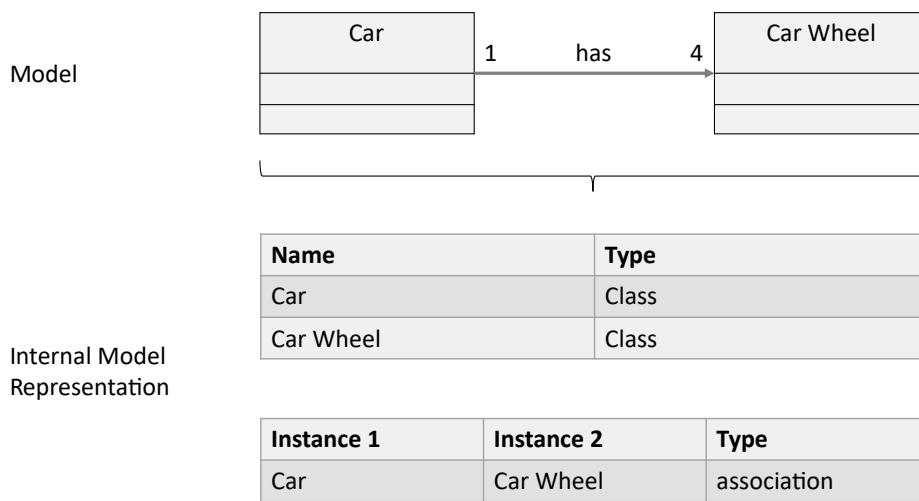 Car
Car Wheel
1 has 4
Model
Name Type
Car Class
Car Wheel Class
Internal Model
Representation
Instance 1 Instance 2 Type
Car Car Wheel association